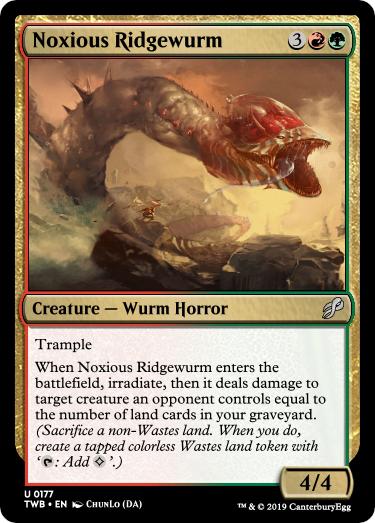 Noxious Ridgewurm 3
Creature — Wurm Horror
Trample
When Noxious Ridgewurm enters the
battlefield, irradiate, then it deals damage to
target creature an opponent controls equal to
the number of land cards in your graveyard.
(Sacrifice a non-Wastes land. When you do,
create a tapped colorless Wastes land token with
‘: Add .’)
4/4
U 0177
TWB • EN ChunLo (DA)
™ & © 2019 CanterburyEgg